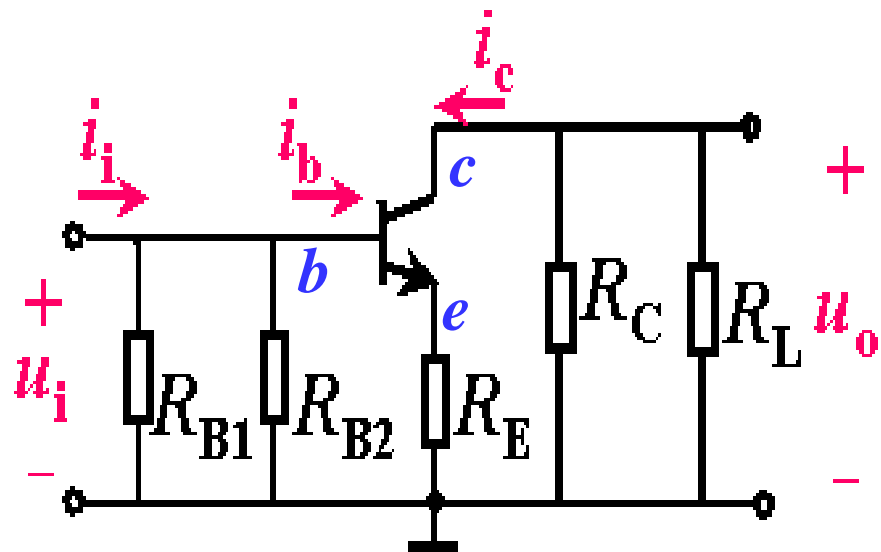 i_c
i_i
i_b
c
b
e
+
u_i
−
R_B1
R_B2
R_E
R_C
R_L
+
u_o
−